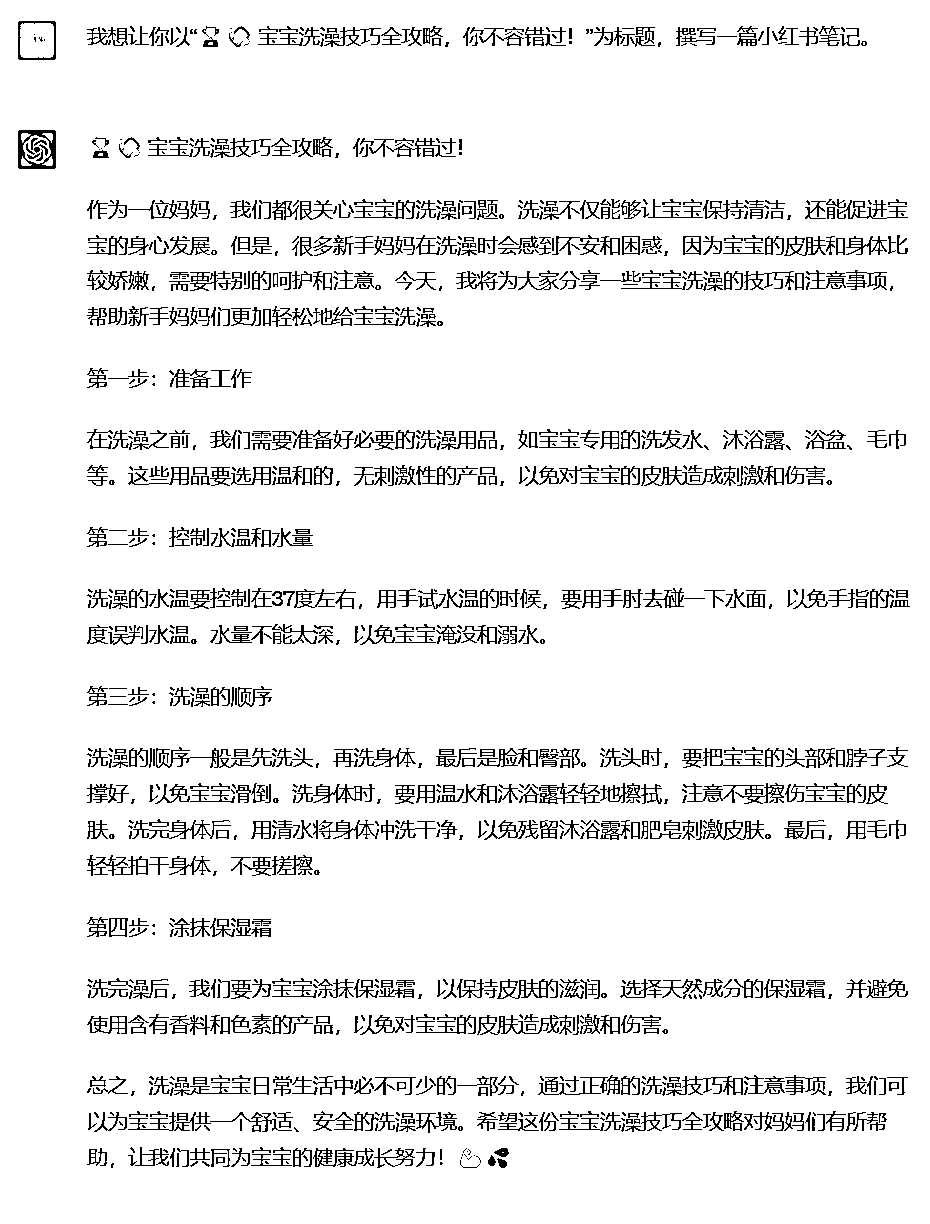 我想让你以“🏆 🧼 宝宝洗澡技巧全攻略，你不容错过！”为标题，撰写一篇小红书笔记。
🏆 🧼 宝宝洗澡技巧全攻略，你不容错过！
作为一位妈妈，我们都很关心宝宝的洗澡问题。洗澡不仅能够让宝宝保持清洁，还能促进宝
宝的身心发展。但是，很多新手妈妈在洗澡时会感到不安和困惑，因为宝宝的皮肤和身体比
较娇嫩，需要特别的呵护和注意。今天，我将为大家分享一些宝宝洗澡的技巧和注意事项，
帮助新手妈妈们更加轻松地给宝宝洗澡。
第一步：准备工作
在洗澡之前，我们需要准备好必要的洗澡用品，如宝宝专用的洗发水、沐浴露、浴盆、毛巾
等。这些用品要选用温和的，无刺激性的产品，以免对宝宝的皮肤造成刺激和伤害。
第二步：控制水温和水量
洗澡的水温要控制在37度左右，用手试水温的时候，要用手肘去碰一下水面，以免手指的温
度误判水温。水量不能太深，以免宝宝淹没和溺水。
第三步：洗澡的顺序
洗澡的顺序一般是先洗头，再洗身体，最后是脸和臀部。洗头时，要把宝宝的头部和脖子支
撑好，以免宝宝滑倒。洗身体时，要用温水和沐浴露轻轻地擦拭，注意不要擦伤宝宝的皮
肤。洗完身体后，用清水将身体冲洗干净，以免残留沐浴露和肥皂刺激皮肤。最后，用毛巾
轻轻拍干身体，不要搓擦。
第四步：涂抹保湿霜
洗完澡后，我们要为宝宝涂抹保湿霜，以保持皮肤的滋润。选择天然成分的保湿霜，并避免
使用含有香料和色素的产品，以免对宝宝的皮肤造成刺激和伤害。
总之，洗澡是宝宝日常生活中必不可少的一部分，通过正确的洗澡技巧和注意事项，我们可
以为宝宝提供一个舒适、安全的洗澡环境。希望这份宝宝洗澡技巧全攻略对妈妈们有所帮
助，让我们共同为宝宝的健康成长努力！💪 💦